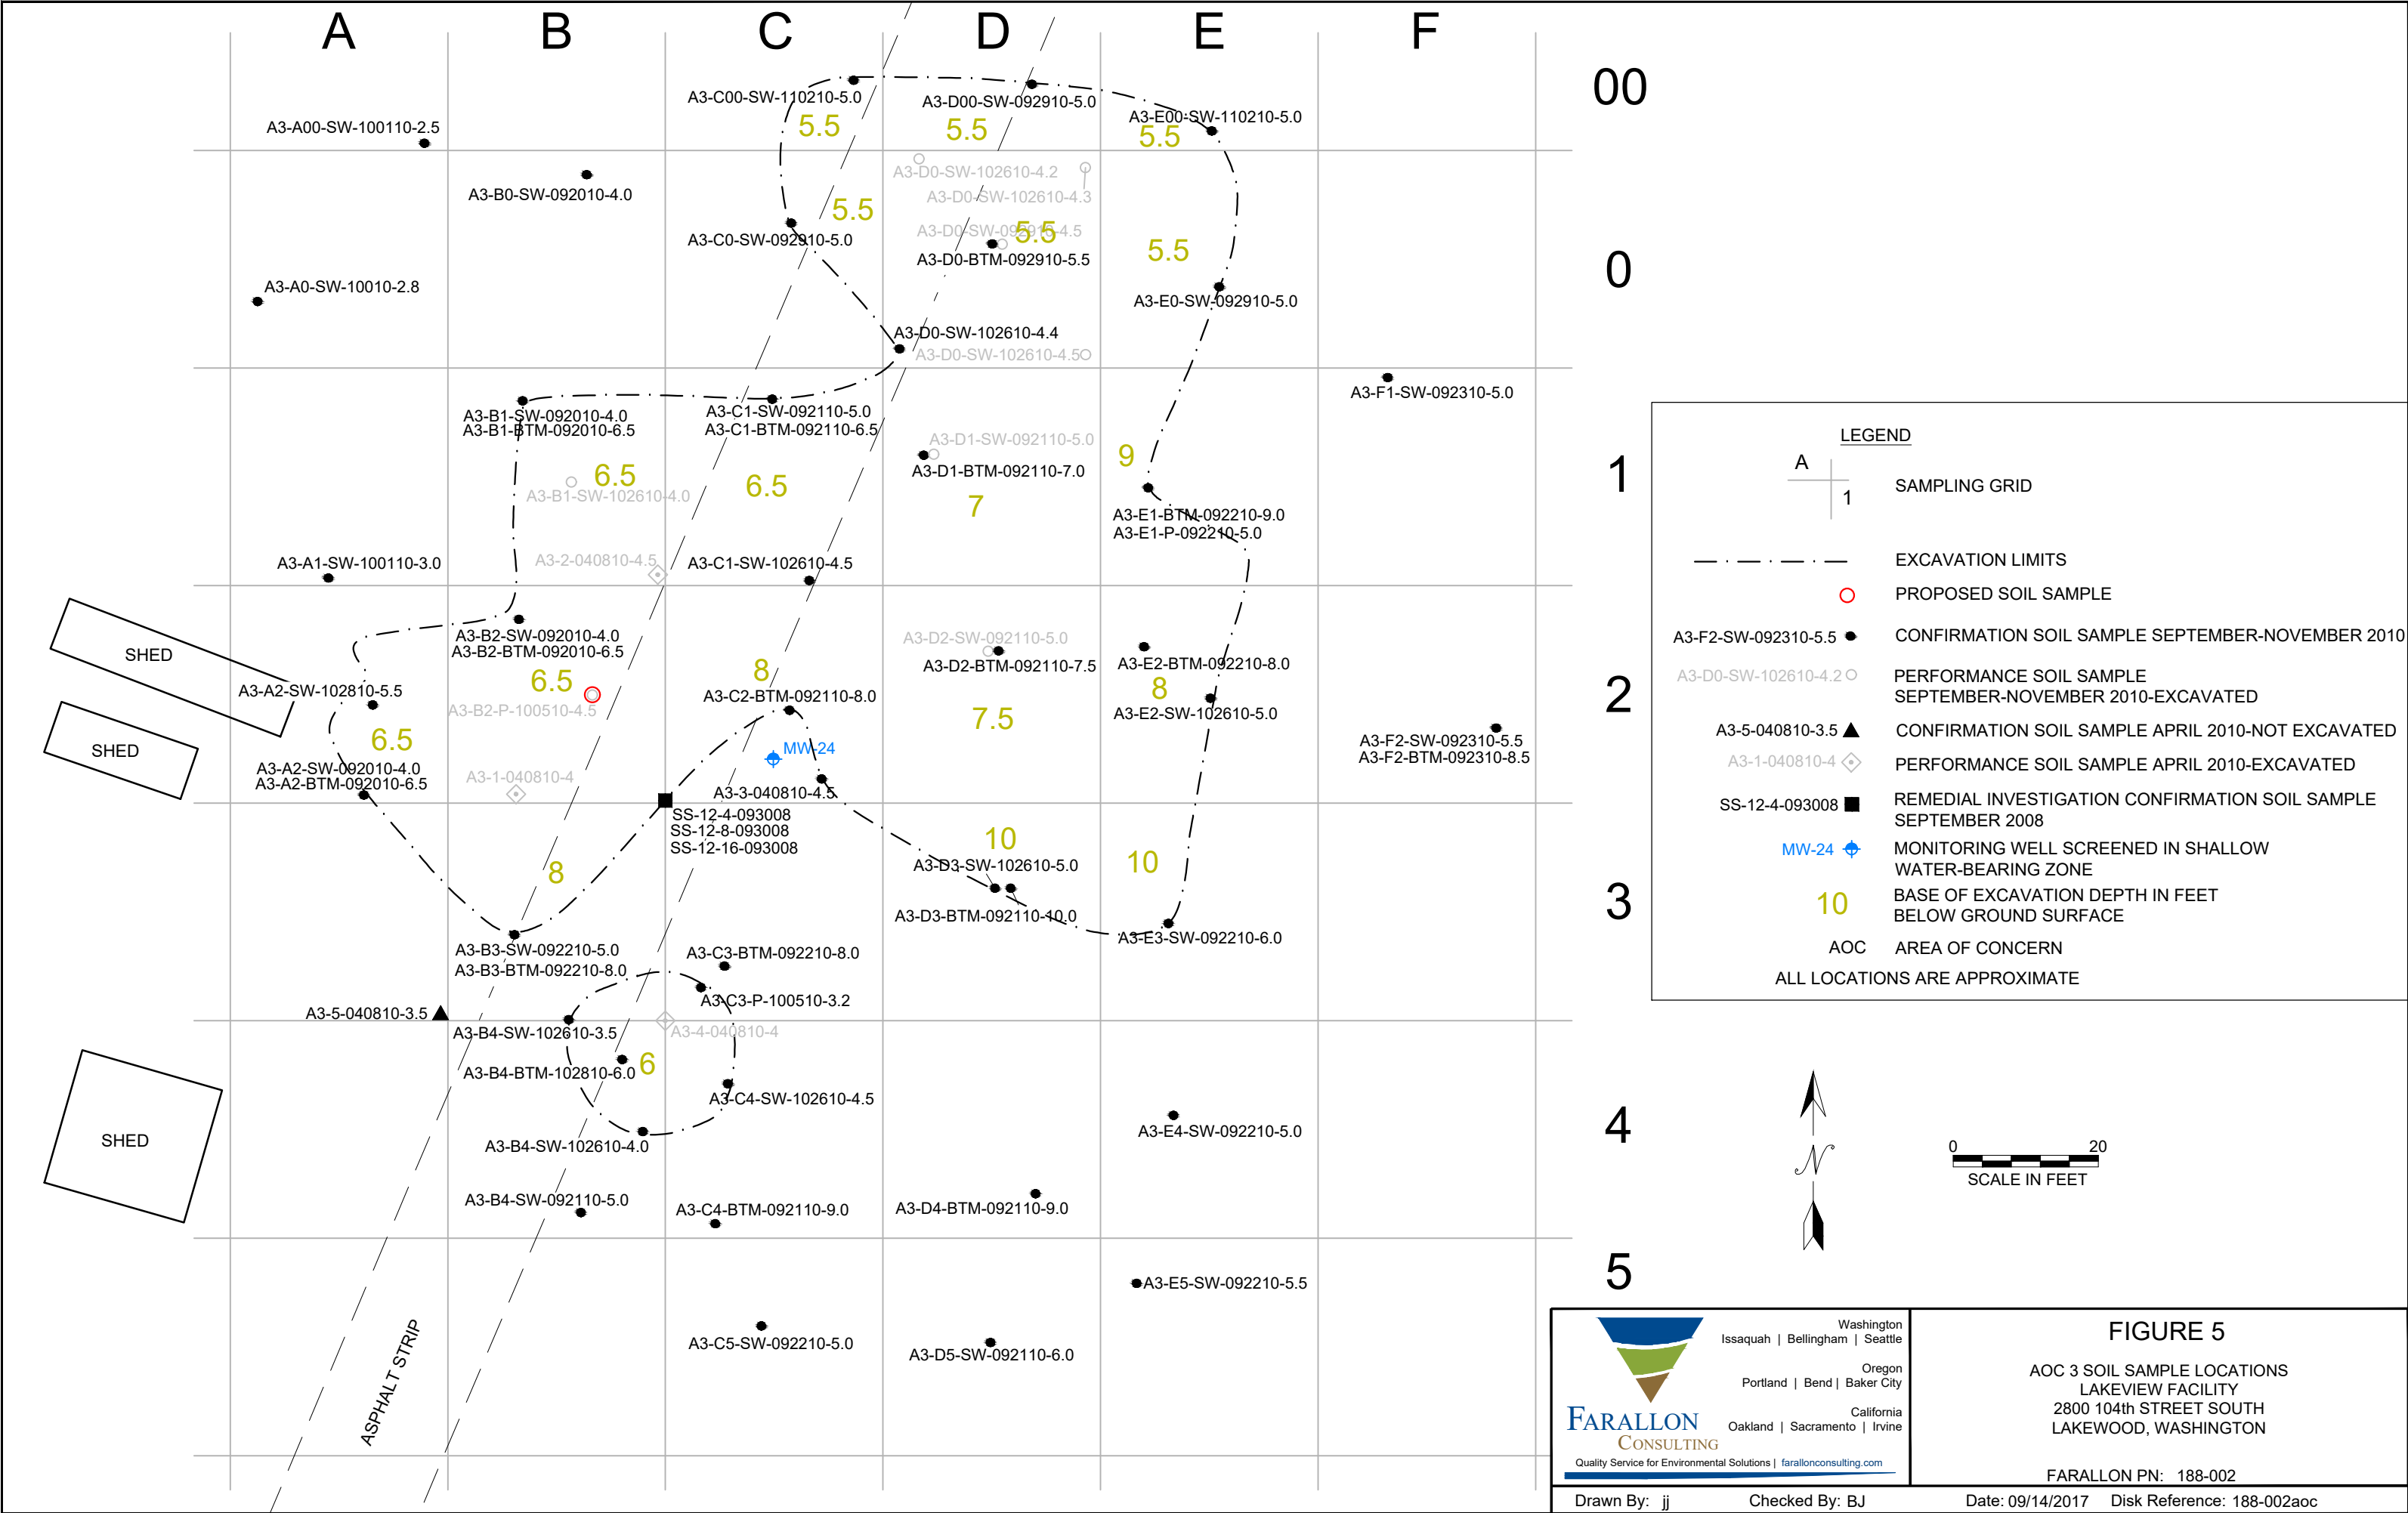 A B C D E F
00
A3-C00-SW-110210-5.0
A3-D00-SW-092910-5.0
A3-E00-SW-110210-5.0
A3-A00-SW-100110-2.5
5.5
5.5
5.5
A3-B0-SW-092010-4.0
A3-D0-SW-102610-4.2
A3-D0-SW-102610-4.3
5.5
A3-D0-SW-092910-4.5
5.5
A3-C0-SW-092910-5.0
A3-D0-BTM-092910-5.5
5.5
0
A3-A0-SW-10010-2.8
A3-E0-SW-092910-5.0
A3-D0-SW-102610-4.4
A3-D0-SW-102610-4.5
A3-F1-SW-092310-5.0
A3-B1-SW-092010-4.0
A3-B1-BTM-092010-6.5
A3-C1-SW-092110-5.0
A3-C1-BTM-092110-6.5
A3-D1-SW-092110-5.0
A3-D1-BTM-092110-7.0
9
1
6.5
A3-B1-SW-102610-4.0
6.5
7
A3-E1-BTM-092210-9.0
A3-E1-P-092210-5.0
A3-A1-SW-100110-3.0
A3-2-040810-4.5
A3-C1-SW-102610-4.5
SHED
A3-B2-SW-092010-4.0
A3-B2-BTM-092010-6.5
A3-D2-SW-092110-5.0
A3-D2-BTM-092110-7.5
A3-E2-BTM-092210-8.0
A3-A2-SW-102810-5.5
6.5
A3-B2-P-100510-4.5
8
A3-C2-BTM-092110-8.0
8
A3-E2-SW-102610-5.0
2
7.5
SHED
6.5
MW-24
A3-F2-SW-092310-5.5
A3-F2-BTM-092310-8.5
A3-A2-SW-092010-4.0
A3-A2-BTM-092010-6.5
A3-1-040810-4
A3-3-040810-4.5
SS-12-4-093008
SS-12-8-093008
SS-12-16-093008
10
10
A3-D3-SW-102610-5.0
8
3
A3-D3-BTM-092110-10.0
A3-E3-SW-092210-6.0
A3-B3-SW-092210-5.0
A3-B3-BTM-092210-8.0
A3-C3-BTM-092210-8.0
A3-C3-P-100510-3.2
A3-5-040810-3.5
A3-B4-SW-102610-3.5
A3-4-040810-4
6
A3-B4-BTM-102810-6.0
A3-C4-SW-102610-4.5
4
SHED
A3-B4-SW-102610-4.0
A3-E4-SW-092210-5.0
A3-B4-SW-092110-5.0
A3-C4-BTM-092110-9.0
A3-D4-BTM-092110-9.0
5
A3-E5-SW-092210-5.5
A3-C5-SW-092210-5.0
A3-D5-SW-092110-6.0
ASPHALT STRIP
LEGEND
A
1
SAMPLING GRID
EXCAVATION LIMITS
PROPOSED SOIL SAMPLE
A3-F2-SW-092310-5.5 CONFIRMATION SOIL SAMPLE SEPTEMBER-NOVEMBER 2010
A3-D0-SW-102610-4.2 PERFORMANCE SOIL SAMPLE
SEPTEMBER-NOVEMBER 2010-EXCAVATED
A3-5-040810-3.5 CONFIRMATION SOIL SAMPLE APRIL 2010-NOT EXCAVATED
A3-1-040810-4 PERFORMANCE SOIL SAMPLE APRIL 2010-EXCAVATED
SS-12-4-093008 REMEDIAL INVESTIGATION CONFIRMATION SOIL SAMPLE
SEPTEMBER 2008
MW-24 MONITORING WELL SCREENED IN SHALLOW
WATER-BEARING ZONE
10 BASE OF EXCAVATION DEPTH IN FEET
BELOW GROUND SURFACE
AOC AREA OF CONCERN
ALL LOCATIONS ARE APPROXIMATE
N
0 20
SCALE IN FEET
Washington
Issaquah | Bellingham | Seattle
Oregon
Portland | Bend | Baker City
California
Oakland | Sacramento | Irvine
FARALLON
CONSULTING
Quality Service for Environmental Solutions | farallonconsulting.com
FIGURE 5
AOC 3 SOIL SAMPLE LOCATIONS
LAKEVIEW FACILITY
2800 104th STREET SOUTH
LAKEWOOD, WASHINGTON
FARALLON PN: 188-002
Drawn By: jj Checked By: BJ Date: 09/14/2017 Disk Reference: 188-002aoc